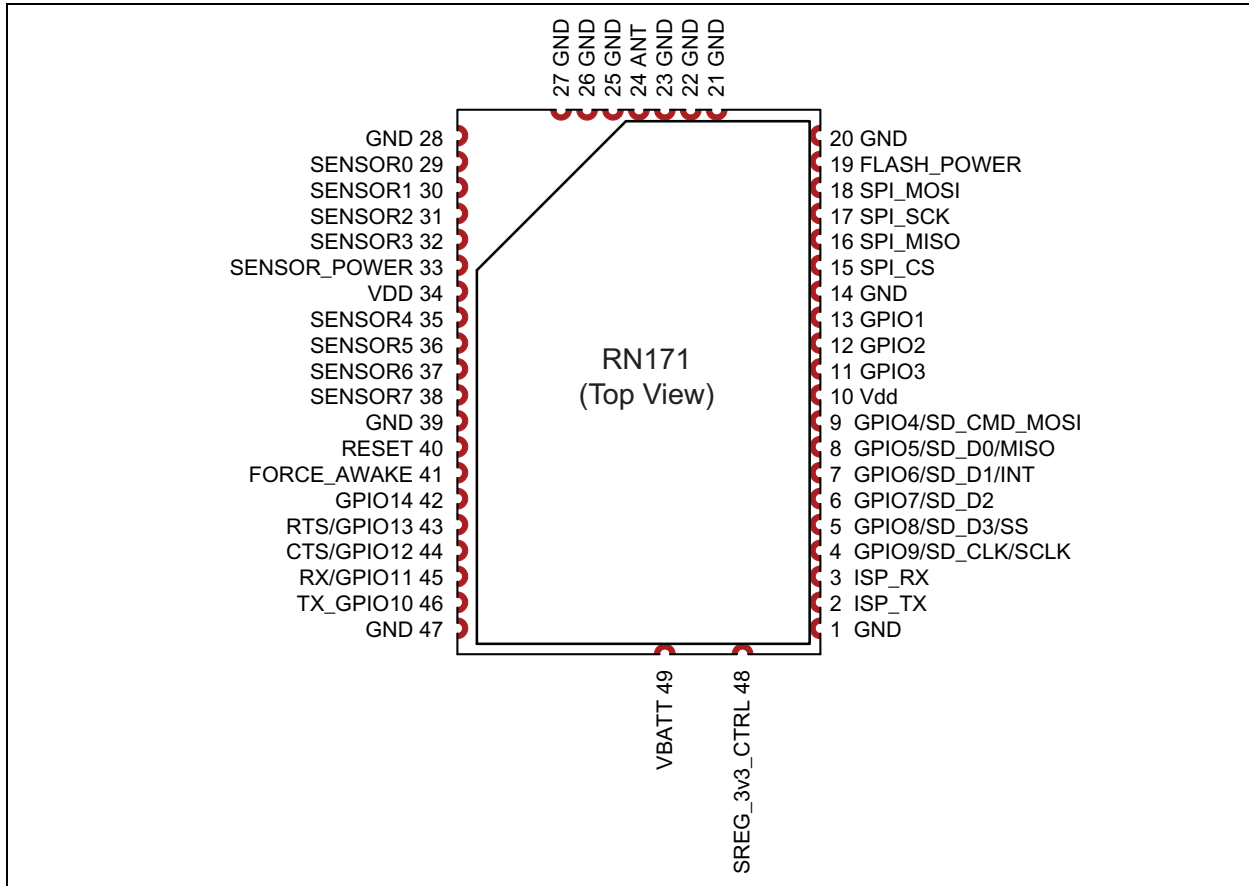 27 GND
26 GND
25 GND
24 ANT
23 GND
22 GND
21 GND
GND 28
SENSOR0 29
SENSOR1 30
SENSOR2 31
SENSOR3 32
SENSOR_POWER 33
VDD 34
SENSOR4 35
SENSOR5 36
SENSOR6 37
SENSOR7 38
GND 39
RESET 40
FORCE_AWAKE 41
GPIO14 42
RTS/GPIO13 43
CTS/GPIO12 44
RX/GPIO11 45
TX_GPIO10 46
GND 47
RN171
(Top View)
20 GND
19 FLASH_POWER
18 SPI_MOSI
17 SPI_SCK
16 SPI_MISO
15 SPI_CS
14 GND
13 GPIO1
12 GPIO2
11 GPIO3
10 Vdd
9 GPIO4/SD_CMD_MOSI
8 GPIO5/SD_D0/MISO
7 GPIO6/SD_D1/INT
6 GPIO7/SD_D2
5 GPIO8/SD_D3/SS
4 GPIO9/SD_CLK/SCLK
3 ISP_RX
2 ISP_TX
1 GND
VBATT 49
SREG_3v3_CTRL 48